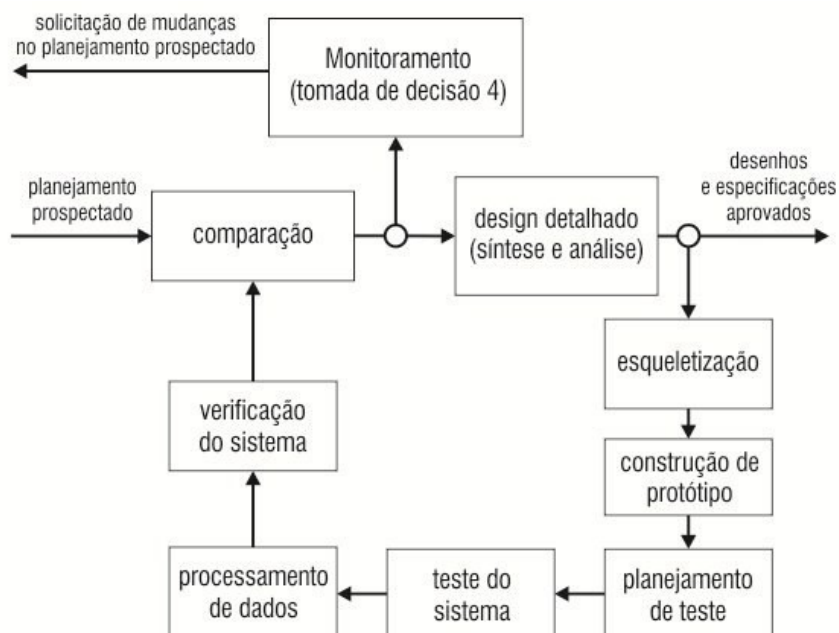 solicitação de mudanças
no planejamento prospectado
Monitoramento
(tomada de decisão 4)
planejamento
prospectado
comparação
design detalhado
(síntese e análise)
desenhos
e especificações
aprovados
esqueletização
construção de
protótipo
planejamento
de teste
teste do
sistema
processamento
de dados
verificação
do sistema